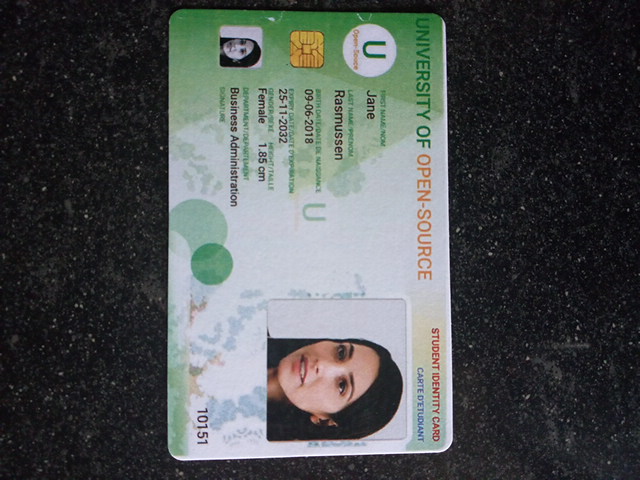 UNIVERSITY OF OPEN-SOURCE
STUDENT IDENTITY CARD
CARTE D'ETUDIANT
U
Open-Source
FIRST NAME/NOM
Jane
LAST NAME/PRENOM
Rasmussen
BIRTH DATE/DATE DE NAISSANCE
09-06-2018
EXPIRY DATE/DATE D'EXPIRATION
25-11-2032
GENDER/SEXE HEIGHT/TAILLE
Female 1.85 cm
DEPARTMENT/DEPARTEMENT
Business Administration
SIGNATURE
U
10151